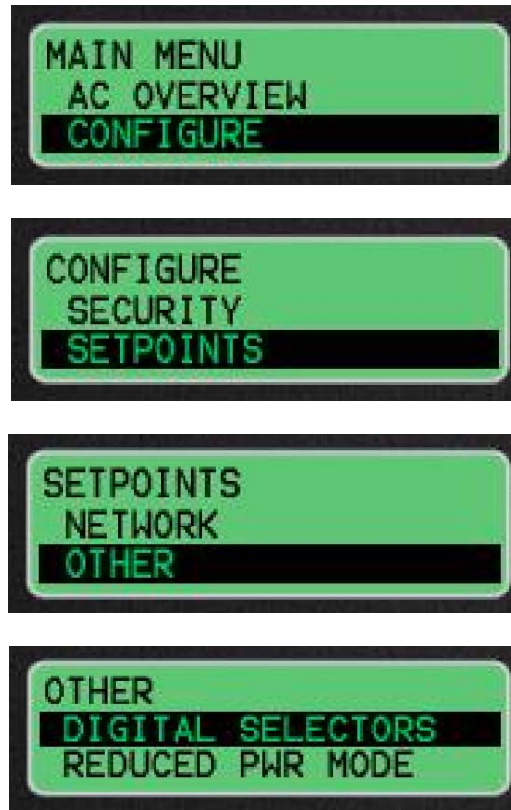 MAIN MENU
AC OVERVIEW
CONFIGURE
CONFIGURE
SECURITY
SETPOINTS
SETPOINTS
NETWORK
OTHER
OTHER
DIGITAL SELECTORS
REDUCED PWR MODE